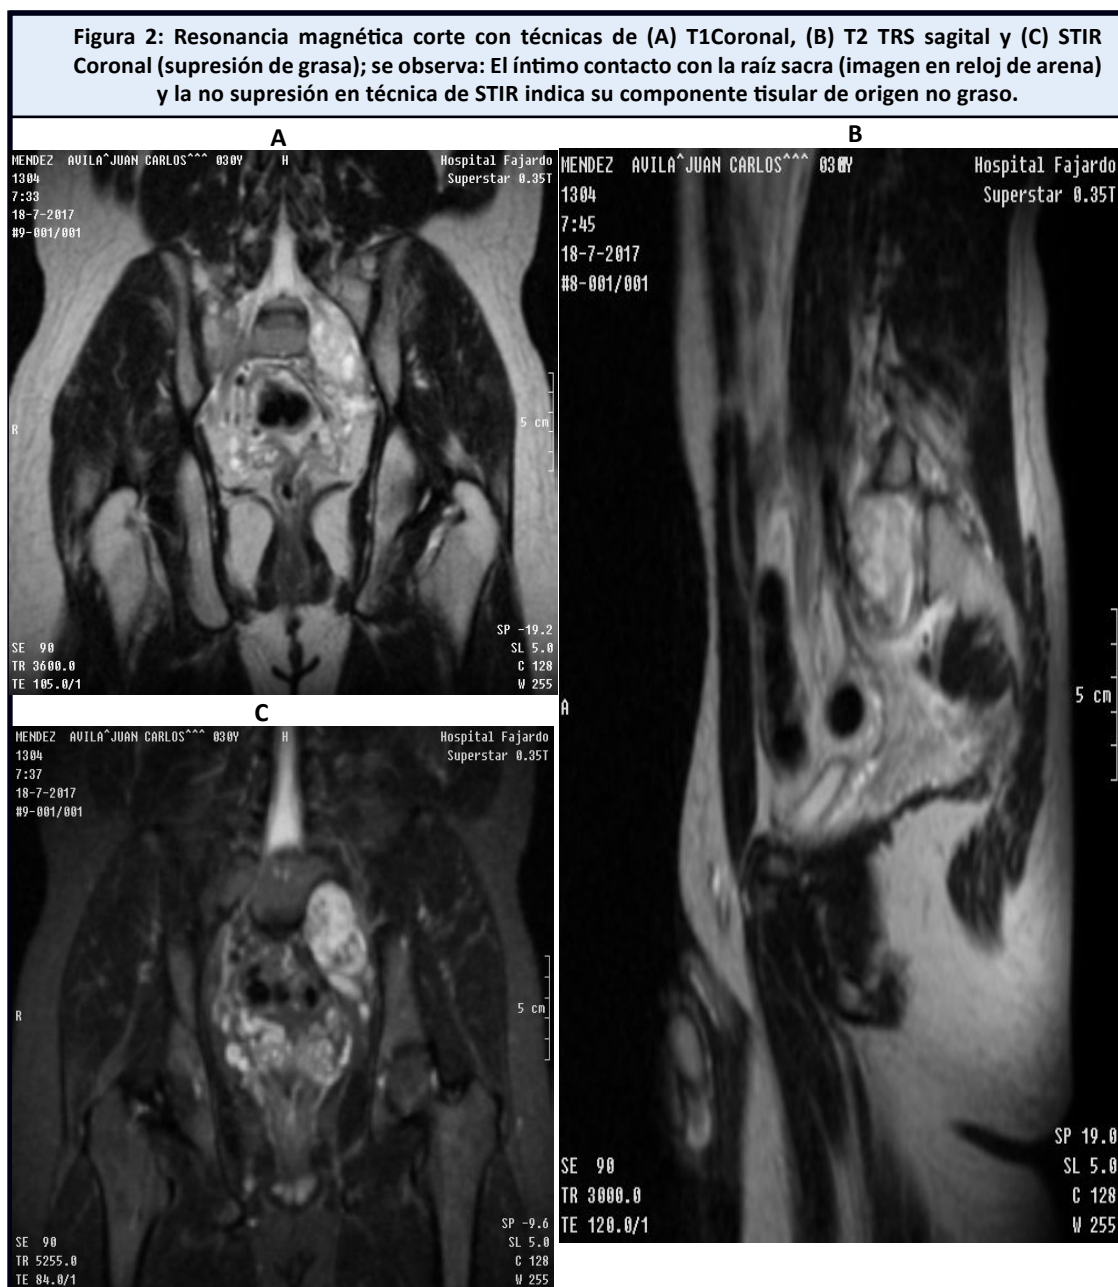 Figura 2: Resonancia magnética corte con técnicas de (A) T1Coronal, (B) T2 TRS sagital y (C) STIR
Coronal (supresión de grasa); se observa: El íntimo contacto con la raíz sacra (imagen en reloj de arena)
y la no supresión en técnica de STIR indica su componente tisular de origen no graso.
A
MENDEZ AVILA^JUAN CARLOS^^^ 030Y H Hospital Fajardo
1304 Superstar 0.35T
7:33
18-7-2017
#9-001/001
R
5 cm
SP -19.2
SE 90 SL 5.0
TR 3600.0 C 128
TE 105.0/1 W 255
B
MENDEZ AVILA^JUAN CARLOS^^^ Hospital Fajardo
1304 Superstar 0.35T
7:45
18-7-2017
#8-001/001
A
5 cm
SP 19.0
SE 90 SL 5.0
TR 3000.0 C 128
TE 120.0/1 W 255
C
MENDEZ AVILA^JUAN CARLOS^^^ 030Y H Hospital Fajardo
1304 Superstar 0.35T
7:37
18-7-2017
#9-001/001
R
5 cm
SP -9.6
SE 90 SL 5.0
TR 5255.0 C 128
TE 84.0/1 W 255